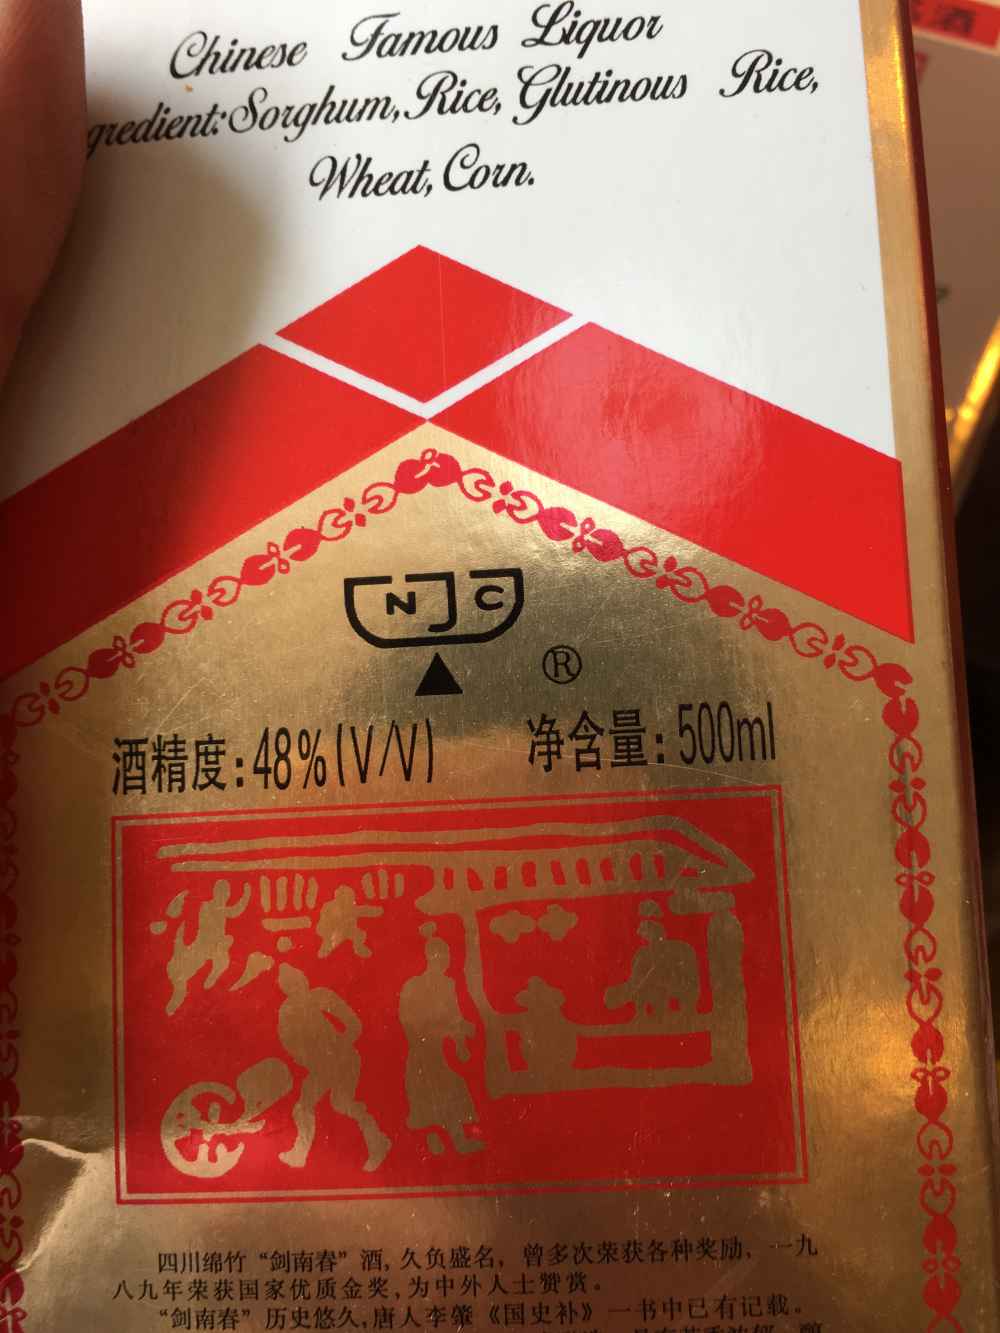 Chinese Famous Liquor
gredient:Sorghum,Rice,Glutinous Rice,
Wheat,Corn.
NJC
®
酒精度:48%(V/V) 净含量:500ml
四川绵竹“剑南春”酒,久负盛名,曾多次荣获各种奖励,一九
八九年荣获国家优质金奖,为中外人士赞赏。
“剑南春”历史悠久,唐人李肇《国史补》一书中已有记载。
酒